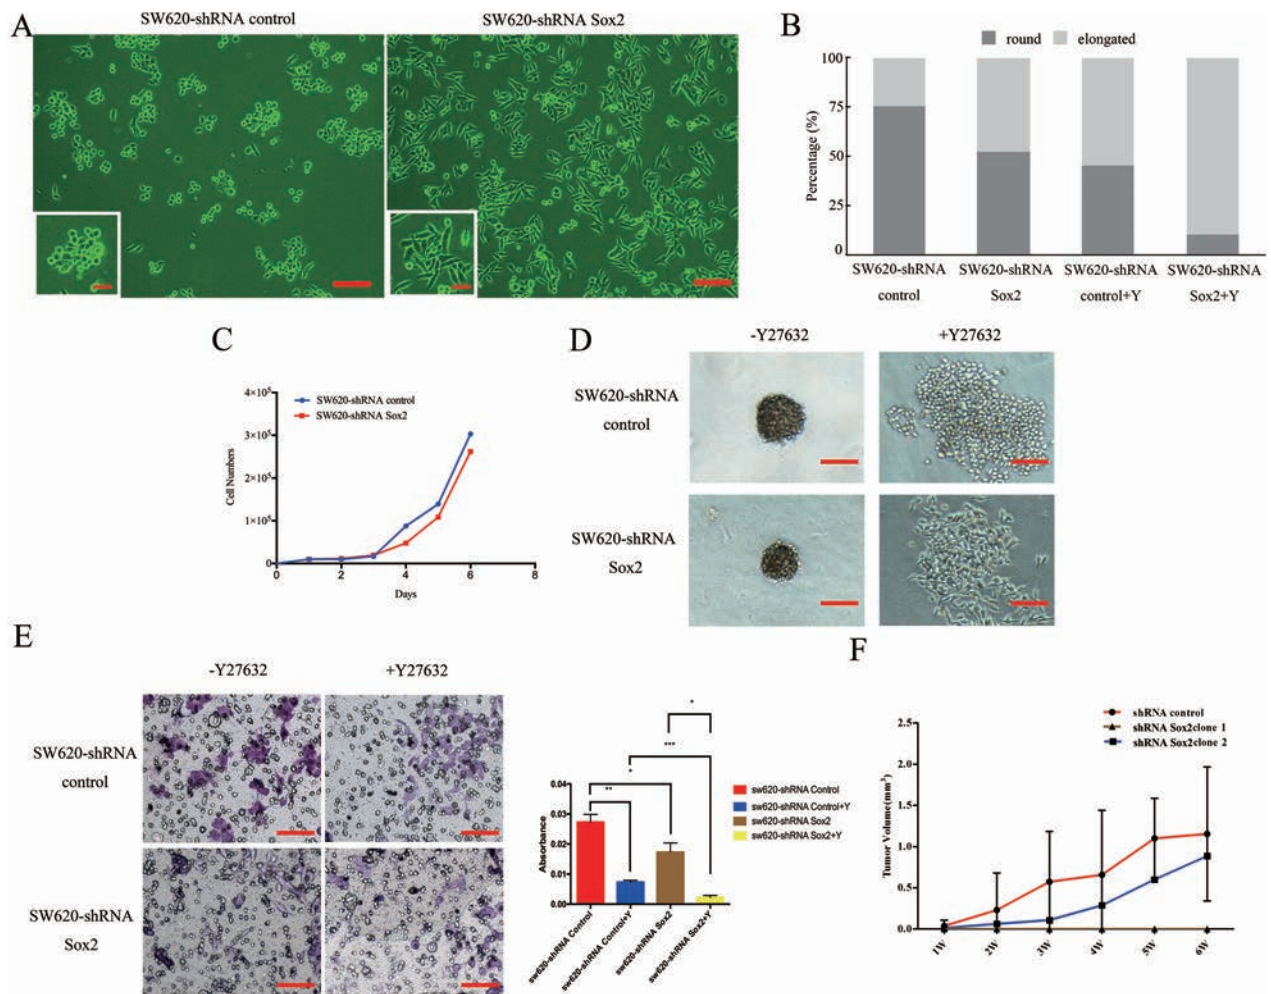 A
SW620-shRNA control
SW620-shRNA Sox2
B
round
elongated
Percentage (%)
100
75
50
25
0
SW620-shRNA control
SW620-shRNA Sox2
SW620-shRNA control+Y
SW620-shRNA Sox2+Y
C
SW620-shRNA control
SW620-shRNA Sox2
Cell Numbers
4×10⁵
3×10⁵
2×10⁵
1×10⁵
0
0
2
4
6
8
Days
D
-Y27632
+Y27632
SW620-shRNA
control
SW620-shRNA
Sox2
E
-Y27632
+Y27632
SW620-shRNA
control
SW620-shRNA
Sox2
*
***
*
**
Absorbance
0.04
0.03
0.02
0.01
0.00
sw620-shRNA Control
sw620-shRNA Control+Y
sw620-shRNA Sox2
sw620-shRNA Sox2+Y
sw620-shRNA Control
sw620-shRNA Control+Y
sw620-shRNA Sox2
sw620-shRNA Sox2+Y
F
shRNA control
shRNA Sox2clone 1
shRNA Sox2clone 2
Tumor Volume(mm³)
2.5
2.0
1.5
1.0
0.5
0.0
1W
2W
3W
4W
5W
6W